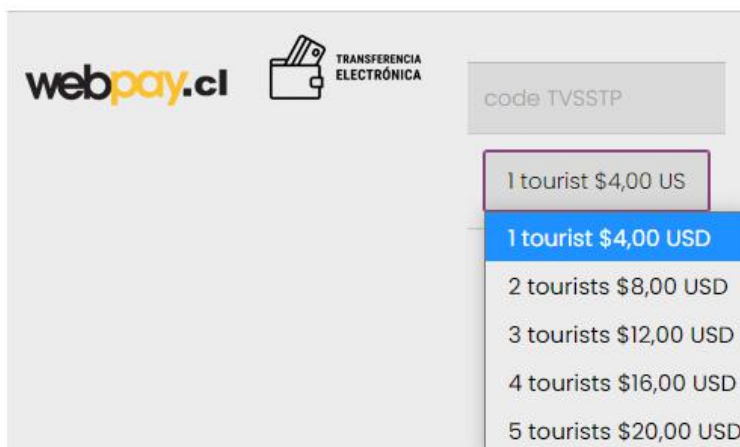 webpay.cl
TRANSFERENCIA
ELECTRÓNICA
code TVSSTP
1 tourist $4,00 US
1 tourist $4,00 USD
2 tourists $8,00 USD
3 tourists $12,00 USD
4 tourists $16,00 USD
5 tourists $20,00 USD